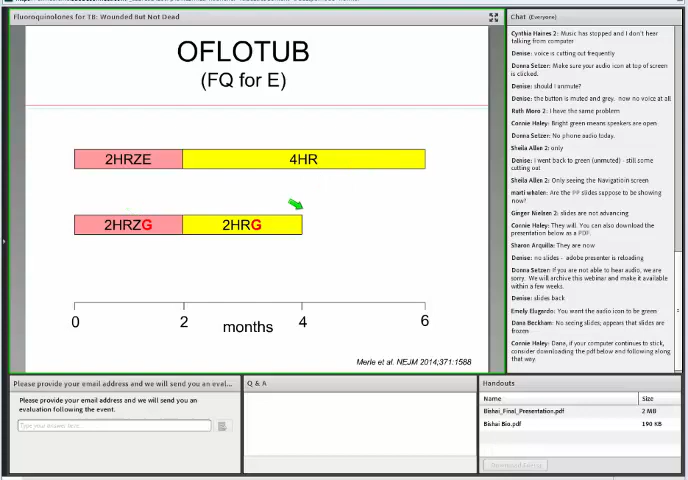 Fluoroquinolones for TB: Wounded But Not Dead
OFLOTUB
(FQ for E)
2HRZE
4HR
2HRZG
2HRG
0
2
4
6
months
Merle et al. NEJM 2014;371:1588
Chat (Everyone)
Cynthia Haines 2: Music has stopped and I don't hear
talking from computer
Denise: voice is cutting out frequently
Donna Setzer: Make sure your audio icon at top of screen
is clicked.
Denise: should I unmute?
Denise: the button is muted and grey. now no voice at all
Ruth Moro 2: I have the same problem
Connie Haley: Bright green means speakers are open
Donna Setzer: No phone audio today.
Sheila Allen 2: only
Denise: I went back to green (unmuted) - still some
cutting out
Sheila Allen 2: Only seeing the Navigatioin screen
marti whalen: Are the PP slides suppose to be showing
now?
Ginger Nielsen 2: slides are not advancing
Connie Haley: They will. You can also download the
presentation below as a PDF.
Sharon Arquilla: They are now
Denise: no slides - adobe presenter is reloading
Donna Setzer: If you are not able to hear audio, we are
sorry. We will archive this webinar and make it available
within a few weeks.
Denise: slides back
Emely Elugardo: You want the audio icon to be green
Dana Beckham: No seeing slides; appears that slides are
frozen
Connie Haley: Dana, if your computer continues to stick,
consider downloading the pdf below and following along
that way.
Please provide your email address and we will send you an eval...
Please provide your email address and we will send you an
evaluation following the event.
Type your answer here...
Q & A
Handouts
Name
Size
Bishai_Final_Presentation.pdf
2 MB
Bishai Bio.pdf
190 KB